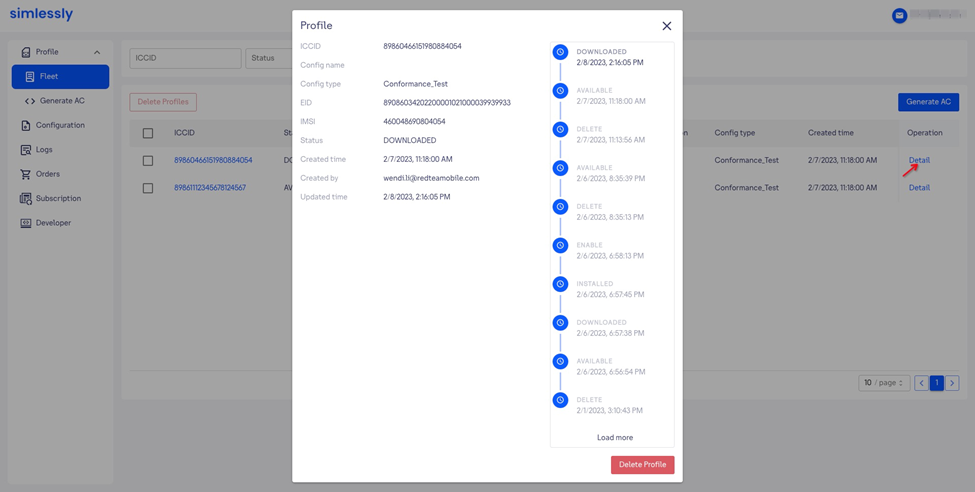 simlessly
Profile
Fleet
Generate AC
Configuration
Logs
Orders
Subscription
Developer
ICCID
Status
Delete Profiles
Generate AC
ICCID
Config type
Created time
Operation
89860466151980884054
Conformance_Test
2/7/2023, 11:18:00 AM
Detail
89861112345678124567
Conformance_Test
2/7/2023, 11:18:00 AM
Detail
10 / page
1
Profile
ICCID 89860466151980884054
Config name
Config type Conformance_Test
EID 89086034202200001021000039939933
IMSI 460048690804054
Status DOWNLOADED
Created time 2/7/2023, 11:18:00 AM
Created by wendi.li@redteamobile.com
Updated time 2/8/2023, 2:16:05 PM
DOWNLOADED
2/8/2023, 2:16:05 PM
AVAILABLE
2/7/2023, 11:18:00 AM
DELETE
2/7/2023, 11:13:56 AM
AVAILABLE
2/6/2023, 8:35:39 PM
DELETE
2/6/2023, 8:35:13 PM
ENABLE
2/6/2023, 6:58:13 PM
INSTALLED
2/6/2023, 6:57:45 PM
DOWNLOADED
2/6/2023, 6:57:38 PM
AVAILABLE
2/6/2023, 6:56:54 PM
DELETE
2/1/2023, 3:10:43 PM
Load more
Delete Profile